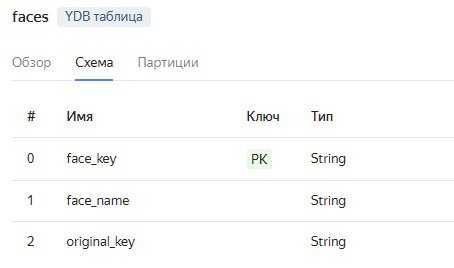 faces YDB таблица
Обзор Схема Партиции
# Имя Ключ Тип
0 face_key PK String
1 face_name String
2 original_key String